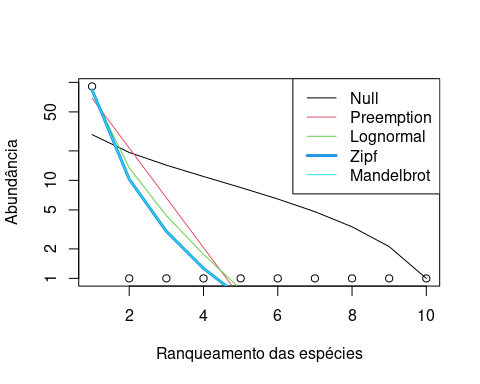 Null
Preemption
Lognormal
Zipf
Mandelbrot
Abundância
50
10
5
2
1
2
4
6
8
10
Ranqueamento das espécies